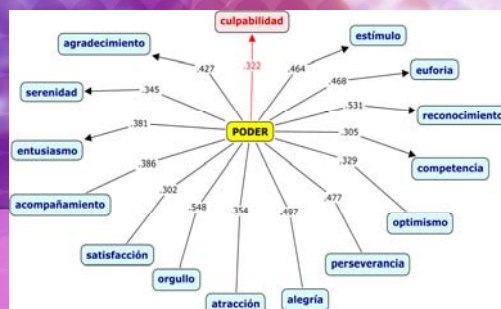 culpabilidad
agradecimiento
estímulo
.322
.427
.464
euforia
.468
serenidad
.345
.531
reconocimiento
.381
PODER
.305
entusiasmo
.386
.329
competencia
acompañamiento
.302
.548
.354
.497
.477
optimismo
satisfacción
perseverancia
orgullo
atracción
alegría